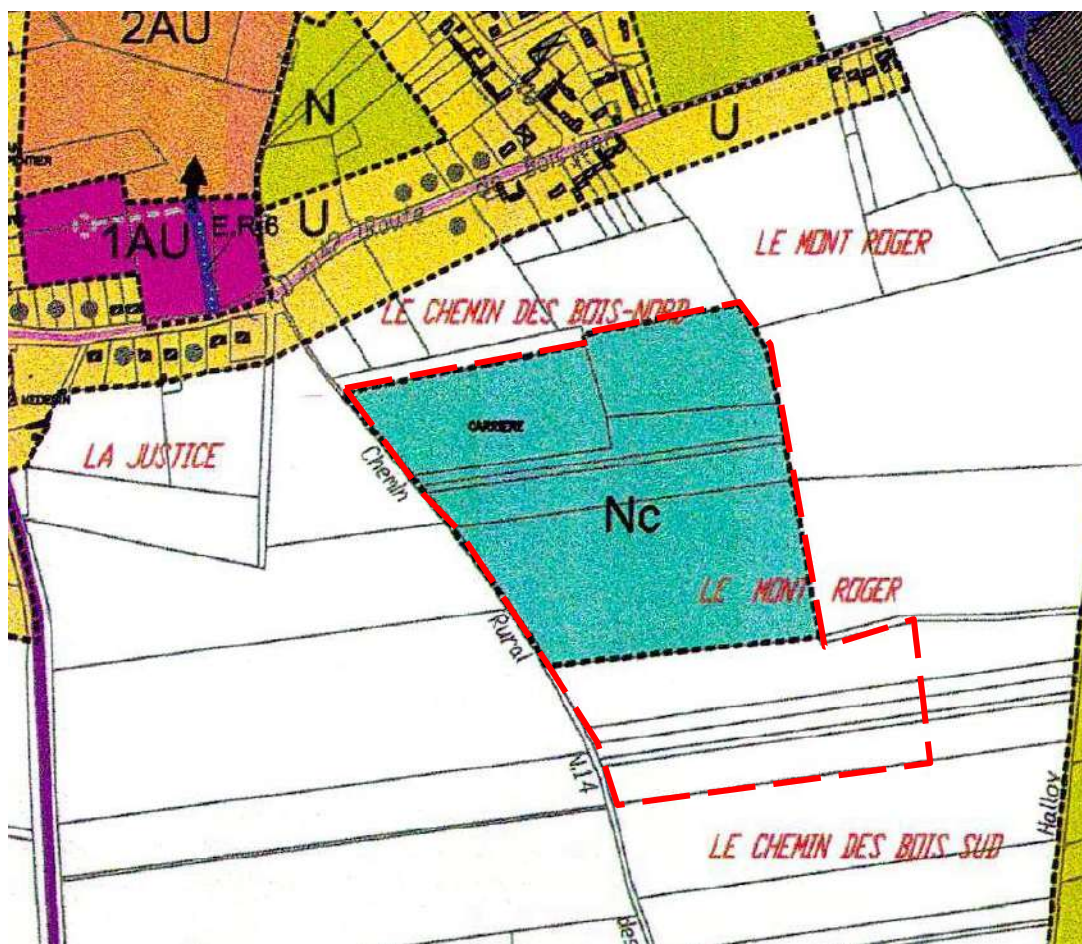 2AU
N
U
1AU
E.R.6
U
LE MONT ROGER
LE CHEMIN DES BOIS-NORD
CARRIERE
LA JUSTICE
Chemin
Nc
LE MONT ROGER
Rural
N.14
Halloy
LE CHEMIN DES BOIS SUD
des